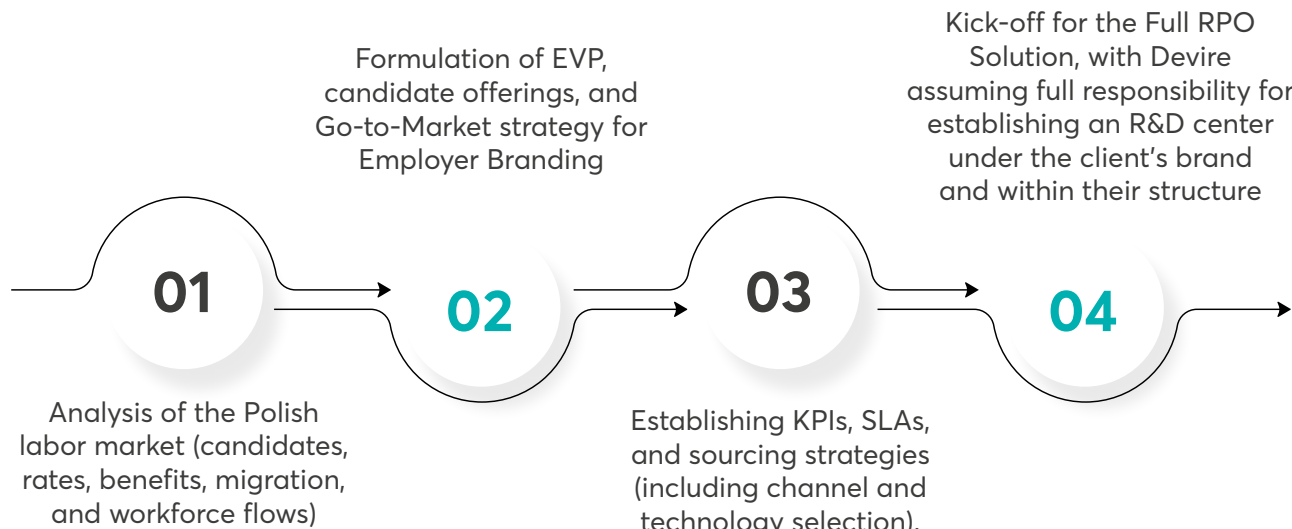 01
Analysis of the Polish
labor market (candidates,
rates, benefits, migration,
and workforce flows)
Formulation of EVP,
candidate offerings, and
Go-to-Market strategy for
Employer Branding
02
03
Establishing KPIs, SLAs,
and sourcing strategies
(including channel and
technology selection).
Kick-off for the Full RPO
Solution, with Devire
assuming full responsibility for
establishing an R&D center
under the client's brand
and within their structure
04